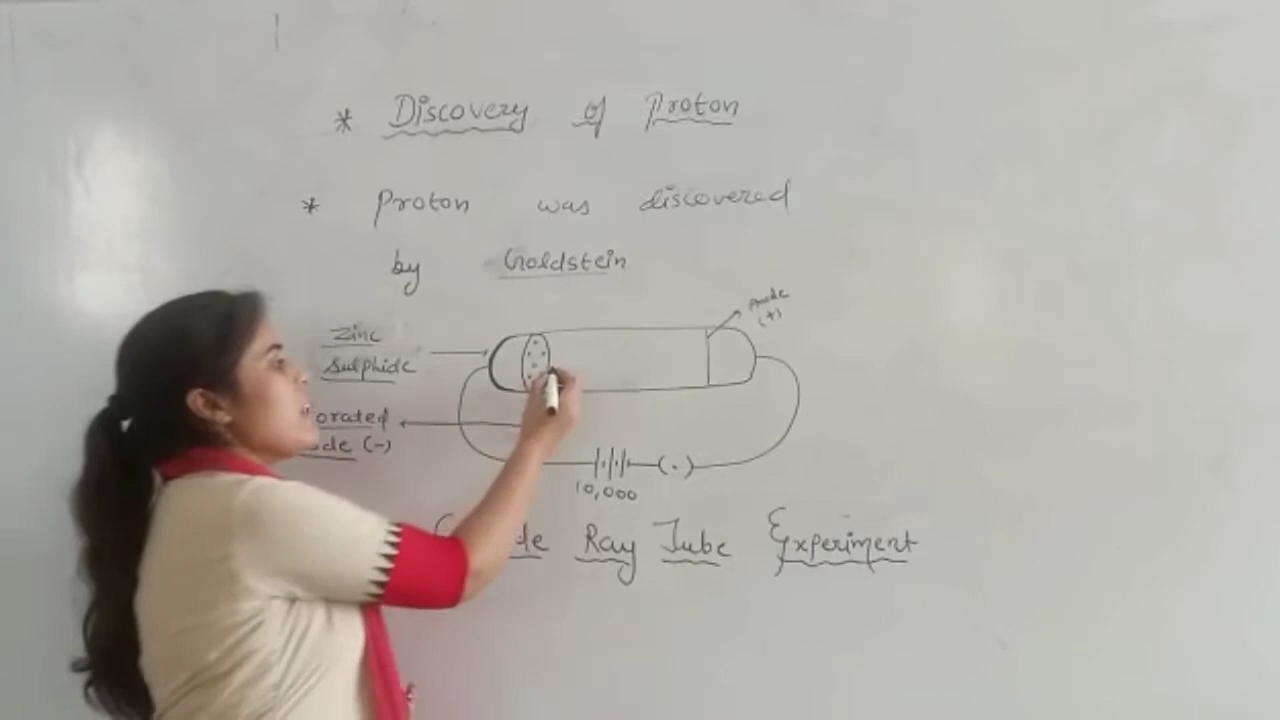 * Discovery of Proton
* Proton was discovered
by Goldstein
Anode
(+)
Zinc
Sulphide
orated
ode (-)
10,000
Ray Tube Experiment